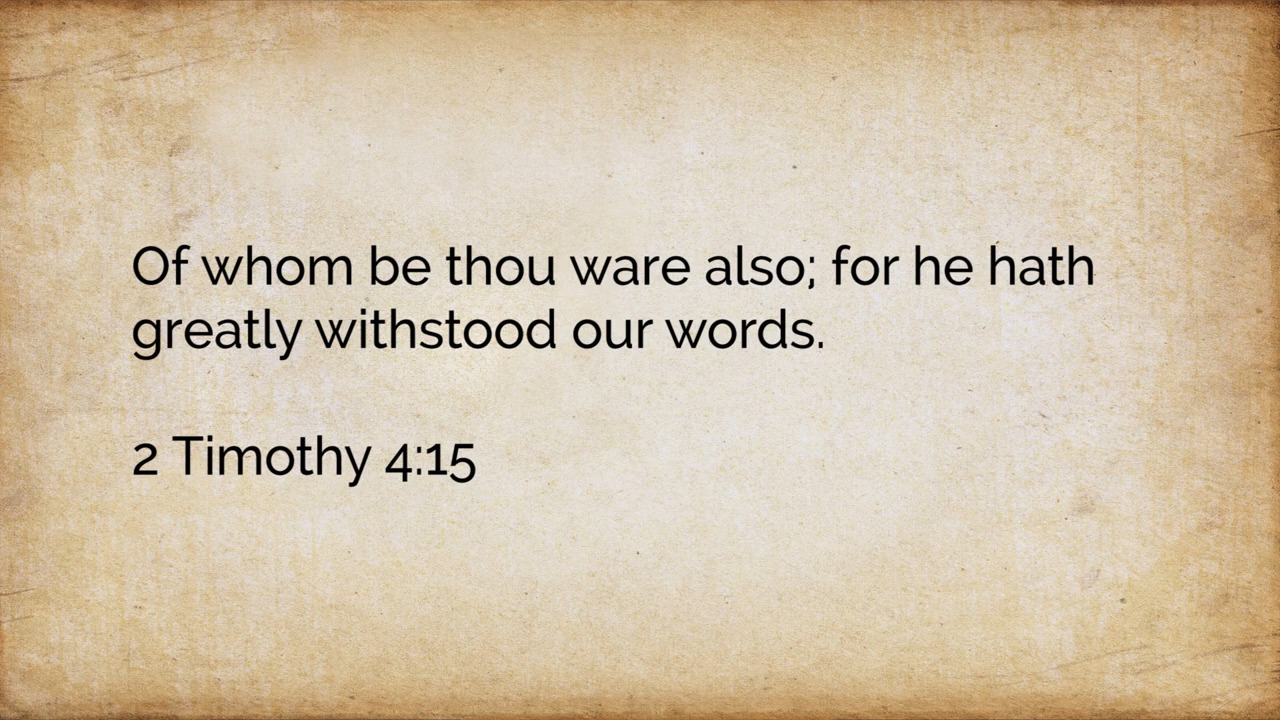 Of whom be thou ware also; for he hath
greatly withstood our words.
2 Timothy 4:15